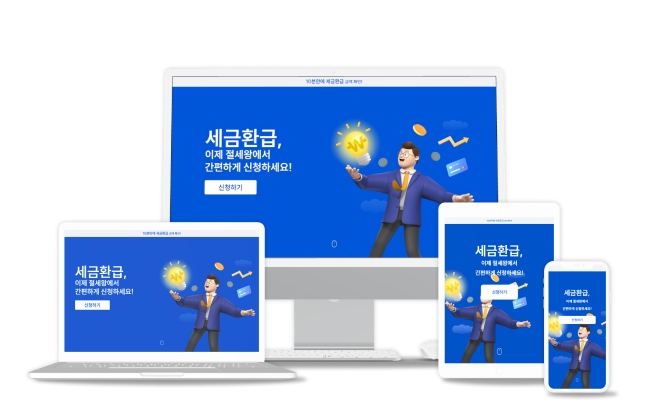 10분만에 세금환급 금액 확인!
세금환급,
이제 절세왕에서
간편하게 신청하세요!
신청하기
10분만에 세금환급 금액 확인!
세금환급,
이제 절세왕에서
간편하게 신청하세요!
신청하기
세금환급,
이제 절세왕에서
간편하게 신청하세요!
신청하기
세금환급,
이제 절세왕에서
간편하게 신청하세요!
신청하기